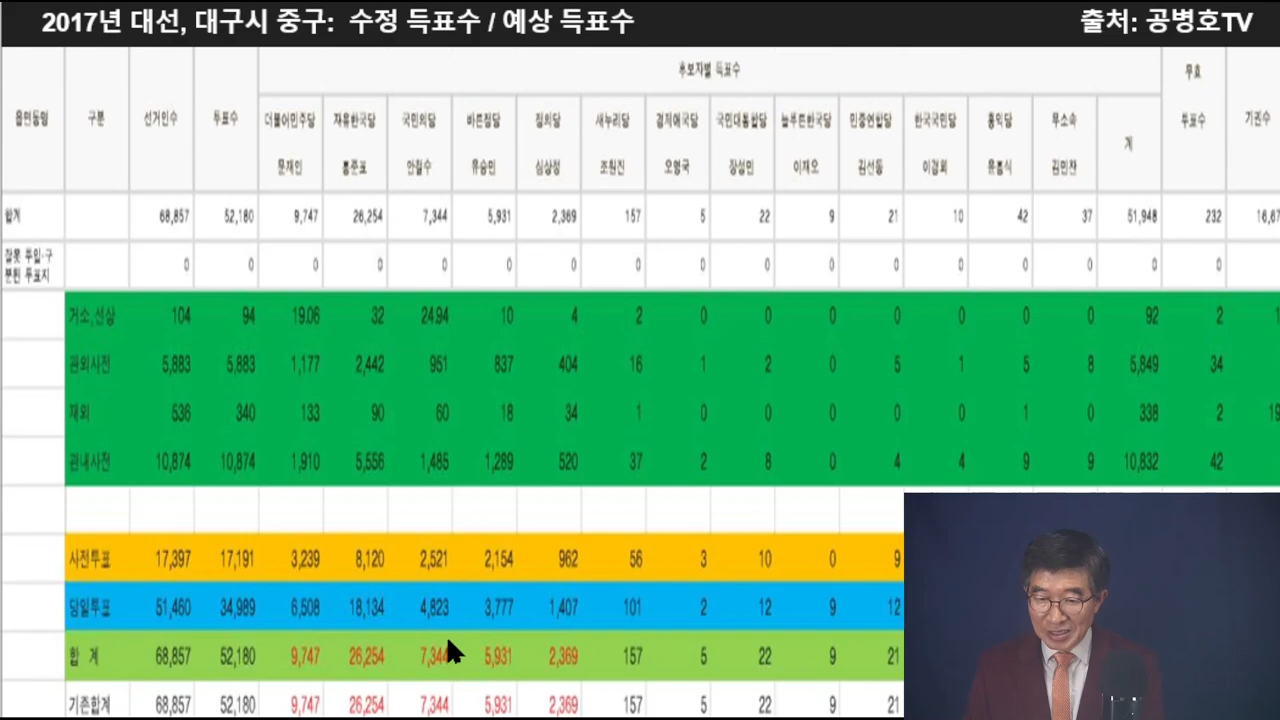 2017년 대선, 대구시 중구: 수정 득표수 / 예상 득표수 출처: 공병호TV
후보자별 득표수 무효
읍면동명 구분 선거인수 투표수 더불어민주당 자유한국당 국민의당 바른정당 정의당 새누리당 경제애국당 국민대통합당 늘푸른한국당 민중연합당 한국국민당 홍익당 무소속 계 투표수 기권수
문재인 홍준표 안철수 유승민 심상정 조원진 오영국 장성민 이재오 김선동 이경희 윤홍식 김민찬
합계 68,857 52,180 9,747 26,254 7,344 5,931 2,369 157 5 22 9 21 10 42 37 51,948 232 16,67
잘못 투입·구
분된 투표지 0 0 0 0 0 0 0 0 0 0 0 0 0 0 0 0 0
거소,선상 104 94 19.06 32 24.94 10 4 2 0 0 0 0 0 0 0 92 2 1
관외사전 5,883 5,883 1,177 2,442 951 837 404 16 1 2 0 5 1 5 8 5,849 34
재외 536 340 133 90 60 18 34 1 0 0 0 0 0 1 0 338 2 19
관내사전 10,874 10,874 1,910 5,556 1,485 1,289 520 37 2 8 0 4 4 9 9 10,832 42
사전투표 17,397 17,191 3,239 8,120 2,521 2,154 962 56 3 10 0 9
당일투표 51,460 34,989 6,508 18,134 4,823 3,777 1,407 101 2 12 9 12
합 계 68,857 52,180 9,747 26,254 7,344 5,931 2,369 157 5 22 9 21
기존합계 68,857 52,180 9,747 26,254 7,344 5,931 2,369 157 5 22 9 21